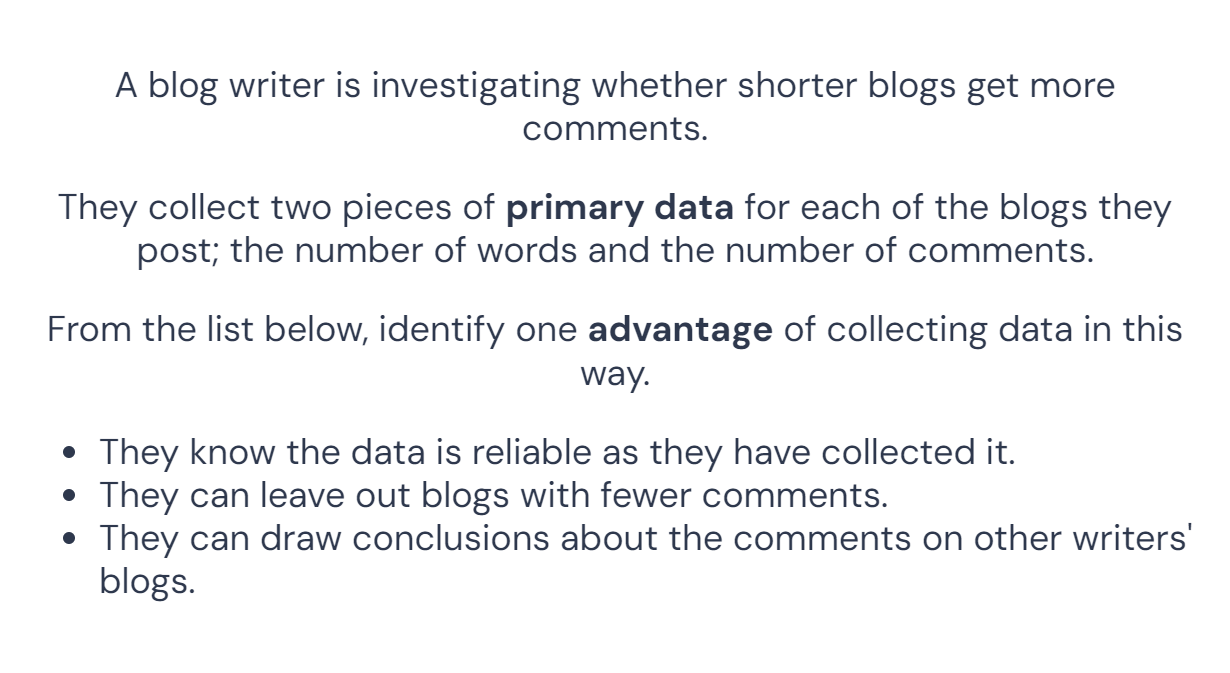 A blog writer is investigating whether shorter blogs get more
comments.
They collect two pieces of primary data for each of the blogs they
post; the number of words and the number of comments.
From the list below, identify one advantage of collecting data in this
way.
• They know the data is reliable as they have collected it.
• They can leave out blogs with fewer comments.
• They can draw conclusions about the comments on other writers'
blogs.